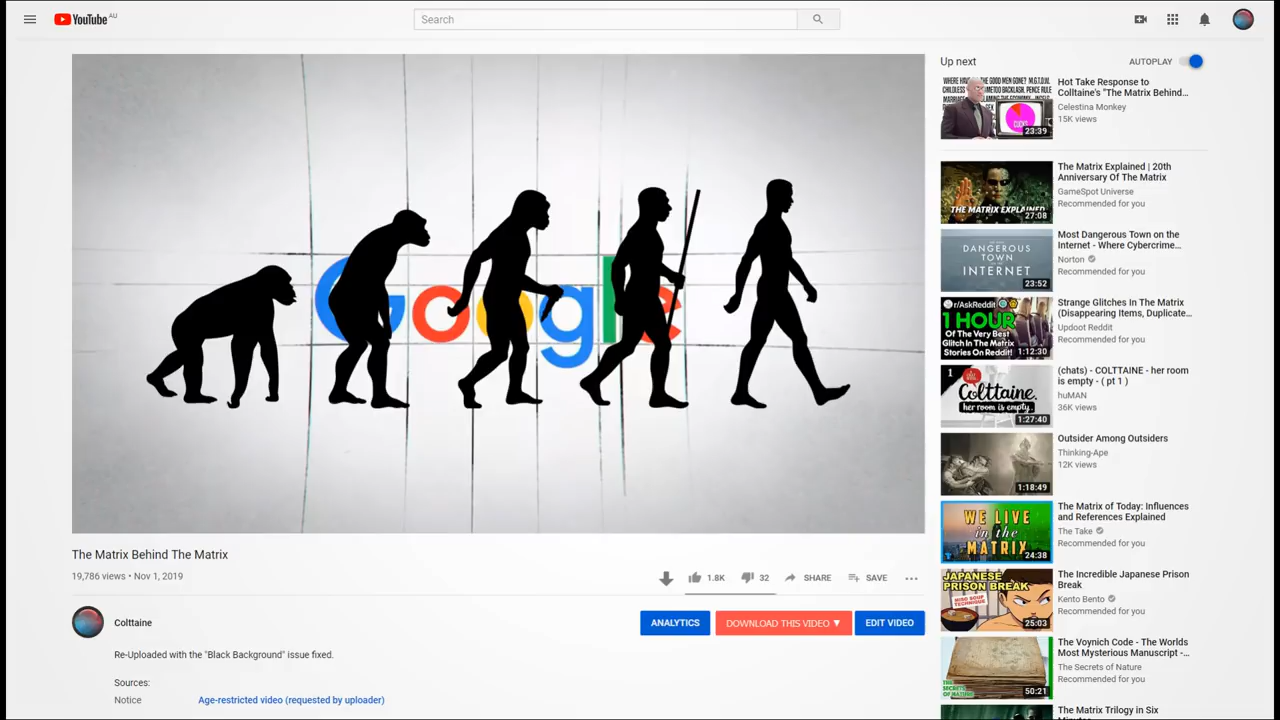 YouTube AU
Search
Google
The Matrix Behind The Matrix
19,786 views • Nov 1, 2019
1.8K
32
SHARE
SAVE
Colttaine
ANALYTICS
DOWNLOAD THIS VIDEO ▼
EDIT VIDEO
Re-Uploaded with the "Black Background" issue fixed.
Sources:
Notice
Age-restricted video (requested by uploader)
Up next
AUTOPLAY
23:39
Hot Take Response to
Colltaine's "The Matrix Behind...
Celestina Monkey
15K views
THE MATRIX EXPLAINED
27:08
The Matrix Explained | 20th
Anniversary Of The Matrix
GameSpot Universe
Recommended for you
DANGEROUS
TOWN
INTERNET
23:52
Most Dangerous Town on the
Internet - Where Cybercrime...
Norton
Recommended for you
r/AskReddit
1 HOUR
Of The Very Best
Glitch In The Matrix
Stories On Reddit!
1:12:30
Strange Glitches In The Matrix
(Disappearing Items, Duplicate...
Updoot Reddit
Recommended for you
1
Colttaine.
her room is empty..
1:27:40
(chats) - COLTTAINE - her room
is empty - ( pt 1 )
huMAN
36K views
1:18:49
Outsider Among Outsiders
Thinking-Ape
12K views
WE LIVE
in the
MATRIX
24:38
The Matrix of Today: Influences
and References Explained
The Take
Recommended for you
JAPANESE
PRISON BREAK
MISO SOUP
TECHNIQUE
25:03
The Incredible Japanese Prison
Break
Kento Bento
Recommended for you
THE
SECRETS
OF NATURE
50:21
The Voynich Code - The Worlds
Most Mysterious Manuscript -...
The Secrets of Nature
Recommended for you
The Matrix Trilogy in Six